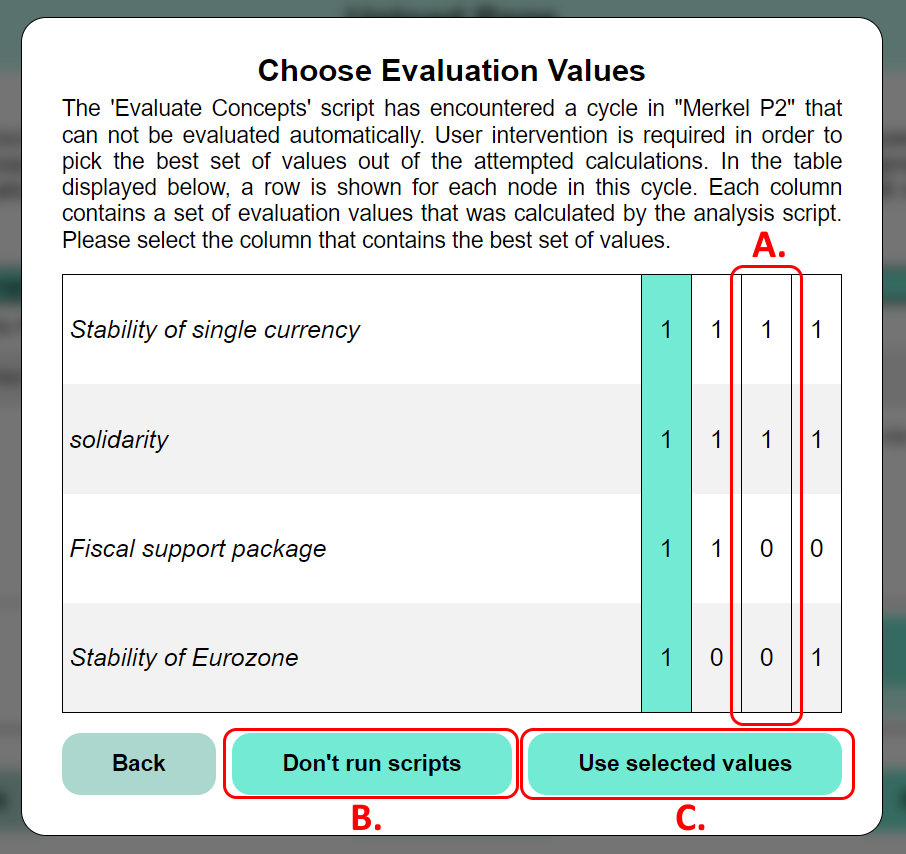 Choose Evaluation Values
The 'Evaluate Concepts' script has encountered a cycle in "Merkel P2" that
can not be evaluated automatically. User intervention is required in order to
pick the best set of values out of the attempted calculations. In the table
displayed below, a row is shown for each node in this cycle. Each column
contains a set of evaluation values that was calculated by the analysis script.
Please select the column that contains the best set of values.
A.
Stability of single currency 1 1 1 1
solidarity 1 1 1 1
Fiscal support package 1 1 0 0
Stability of Eurozone 1 0 0 1
Back Don't run scripts Use selected values
B. C.